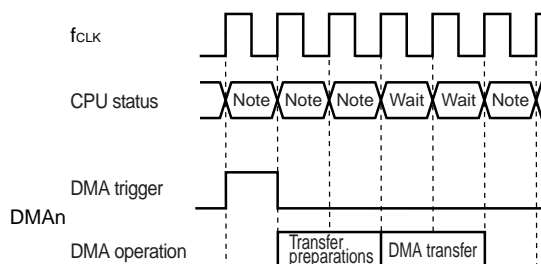 fCLK
CPU status
Note Note Note Wait Wait Note
DMA trigger
DMAn
DMA operation
Transfer
preparations
DMA transfer